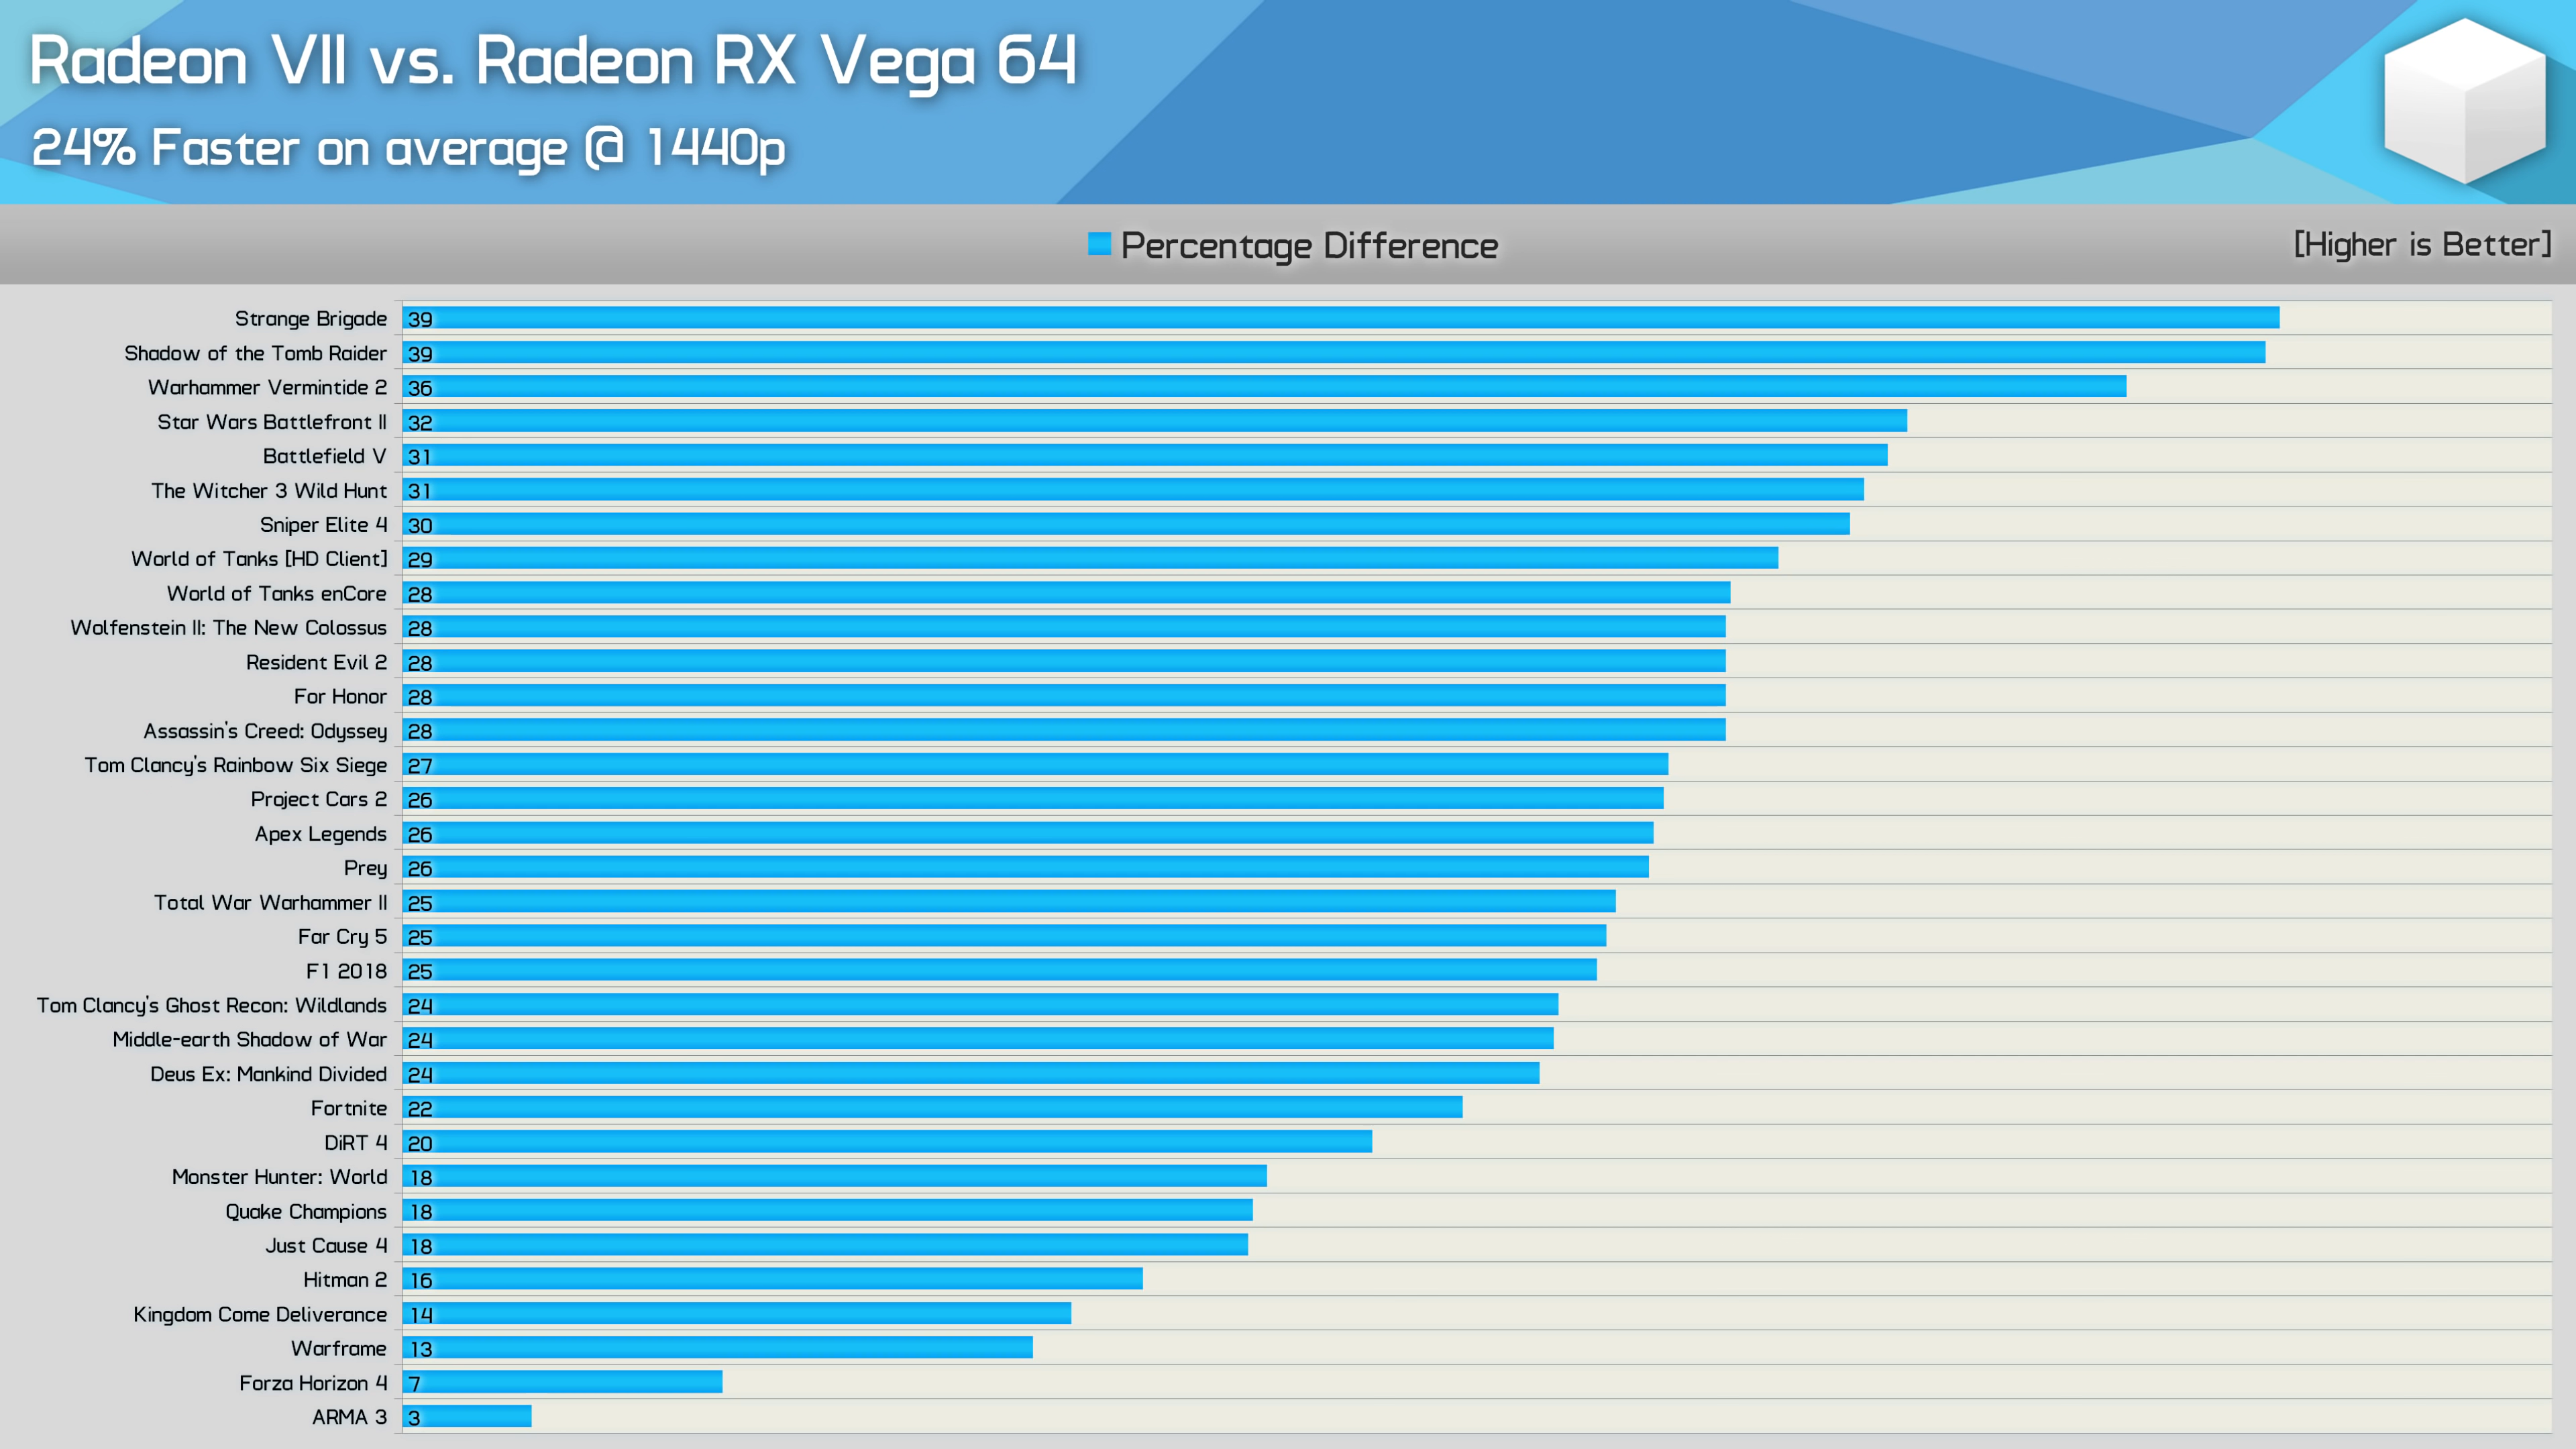 Radeon VII vs. Radeon RX Vega 64
24% Faster on average @ 1440p
Percentage Difference
[Higher is Better]
Strange Brigade 39
Shadow of the Tomb Raider 39
Warhammer Vermintide 2 36
Star Wars Battlefront II 32
Battlefield V 31
The Witcher 3 Wild Hunt 31
Sniper Elite 4 30
World of Tanks [HD Client] 29
World of Tanks enCore 28
Wolfenstein II: The New Colossus 28
Resident Evil 2 28
For Honor 28
Assassin's Creed: Odyssey 28
Tom Clancy's Rainbow Six Siege 27
Project Cars 2 26
Apex Legends 26
Prey 26
Total War Warhammer II 25
Far Cry 5 25
F1 2018 25
Tom Clancy's Ghost Recon: Wildlands 24
Middle-earth Shadow of War 24
Deus Ex: Mankind Divided 24
Fortnite 22
DiRT 4 20
Monster Hunter: World 18
Quake Champions 18
Just Cause 4 18
Hitman 2 16
Kingdom Come Deliverance 14
Warframe 13
Forza Horizon 4 7
ARMA 3 3